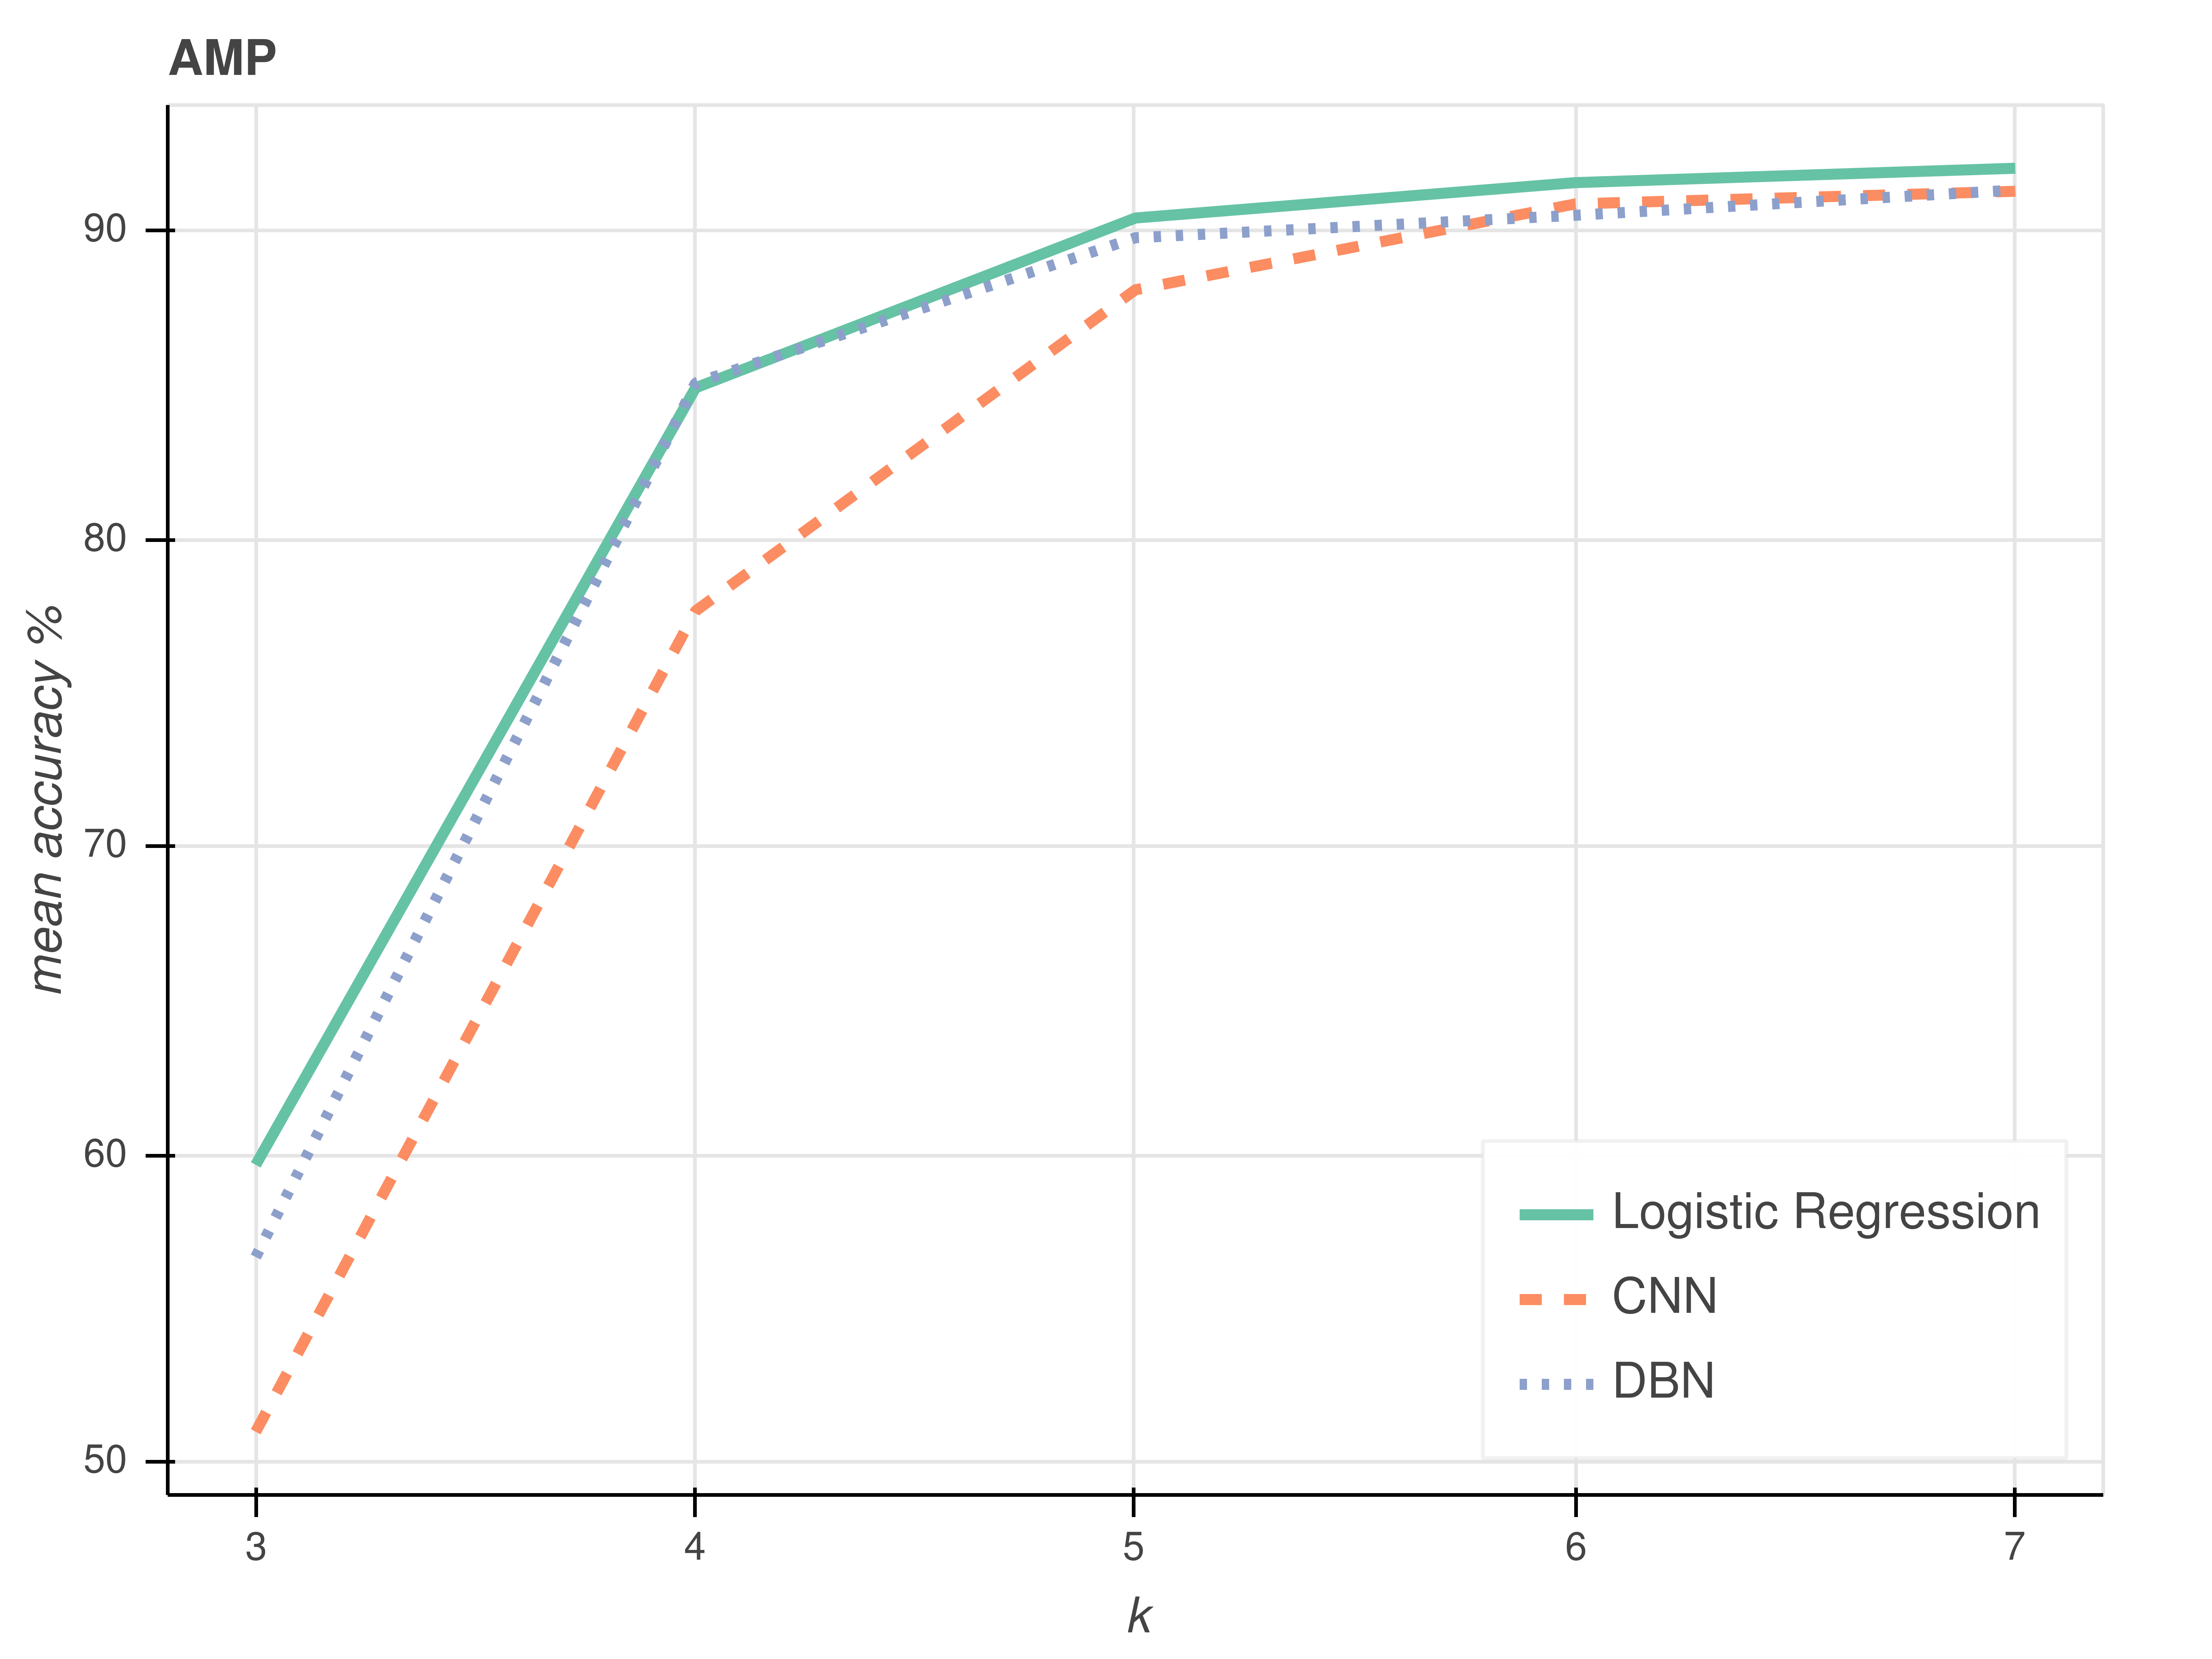 AMP
mean accuracy %
90
80
70
60
50
3 4 5 6 7
k
Logistic Regression
CNN
DBN